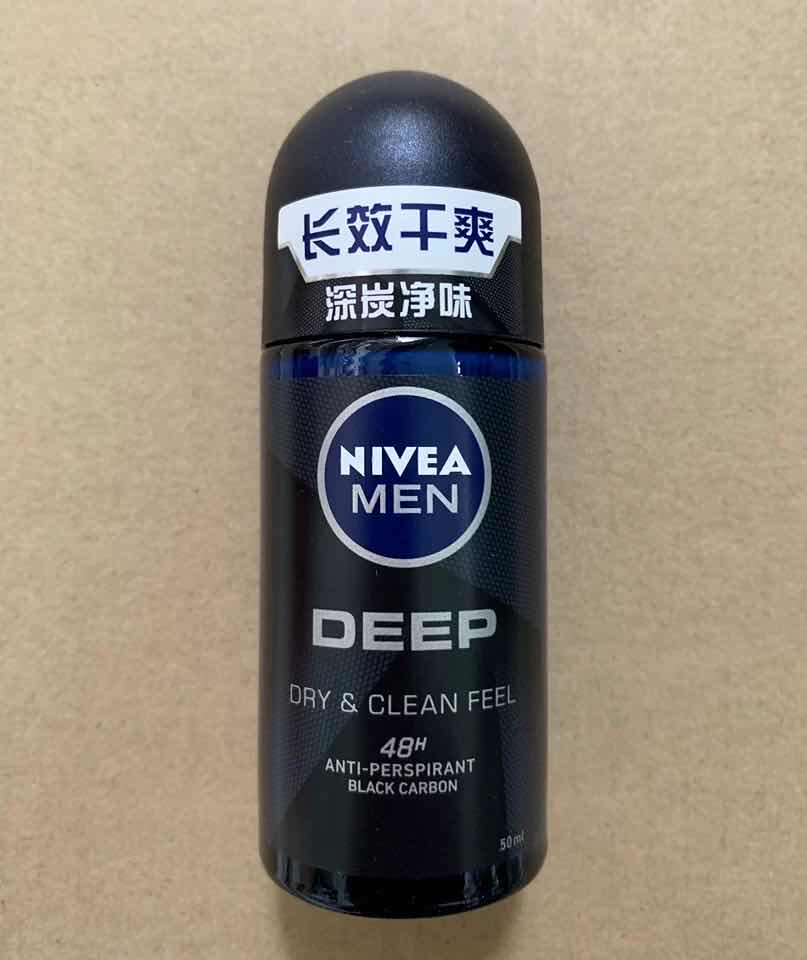 长效干爽
深炭净味
NIVEA
MEN
DEEP
DRY & CLEAN FEEL
48H
ANTI-PERSPIRANT
BLACK CARBON
50 ml